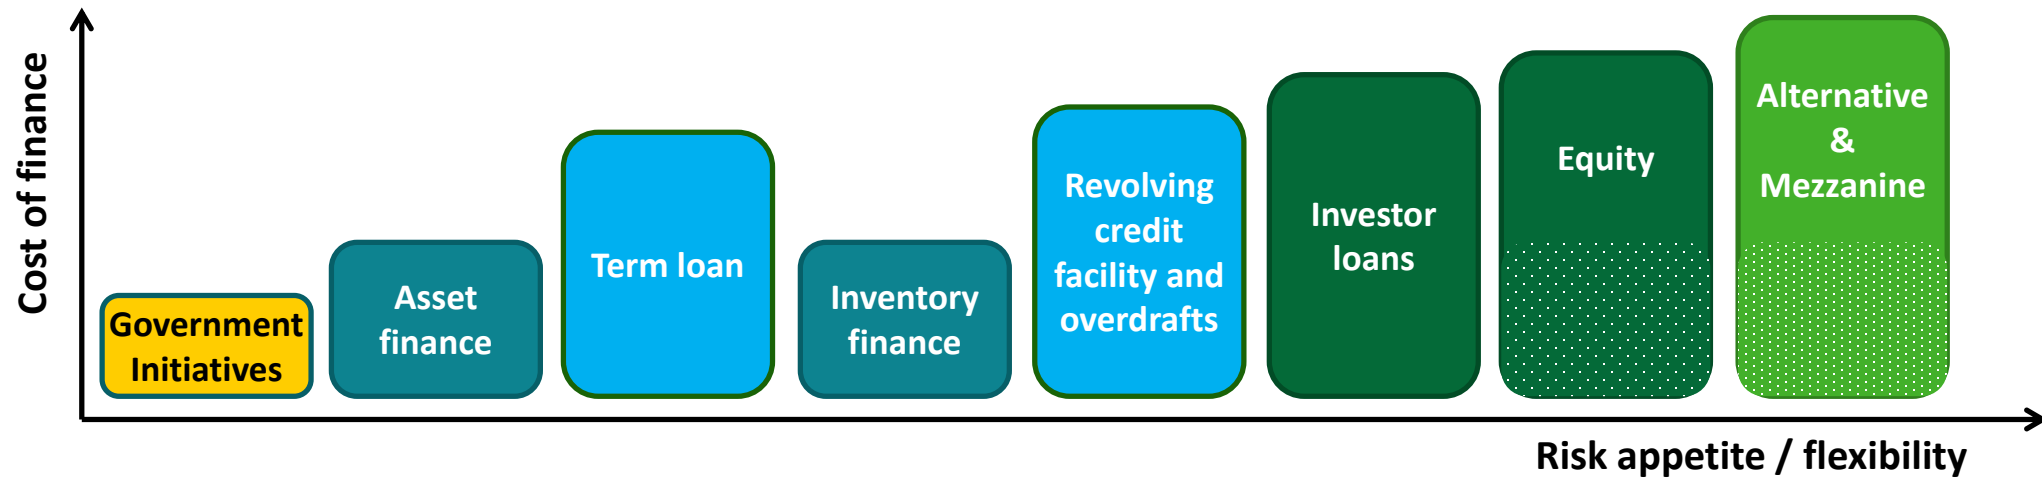 Cost of finance
Government
Initiatives
Asset
finance
Term loan
Inventory
finance
Revolving
credit
facility and
overdrafts
Investor
loans
Equity
Alternative
&
Mezzanine
Risk appetite / flexibility